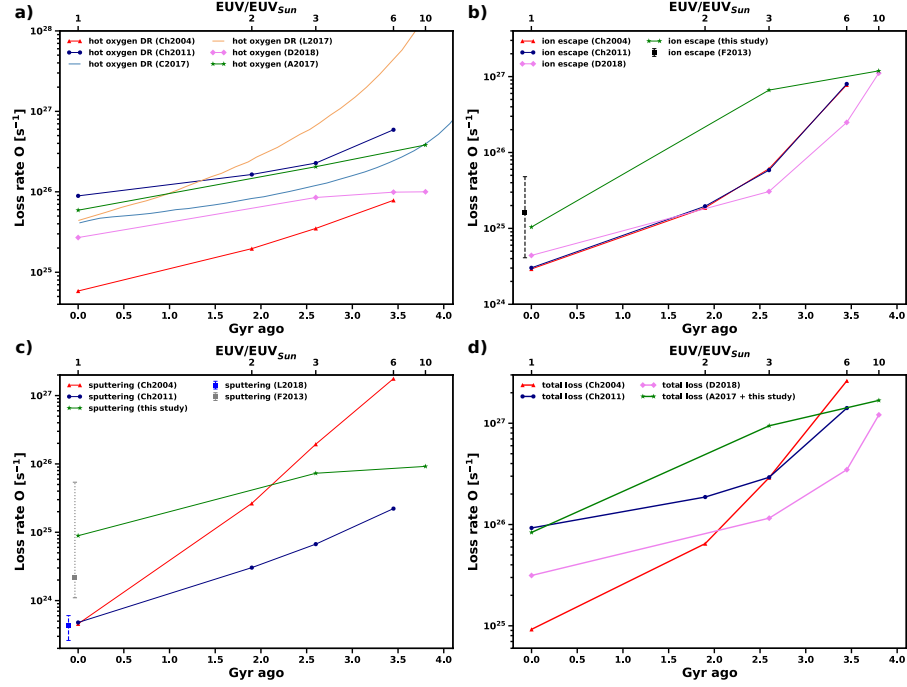 a)
EUV/EUV_Sun
1 2 3 6 10
hot oxygen DR (Ch2004)
hot oxygen DR (Ch2011)
hot oxygen DR (C2017)
hot oxygen DR (L2017)
hot oxygen (D2018)
hot oxygen (A2017)
10^28
10^27
10^26
10^25
Loss rate O [s^−1]
0.0 0.5 1.0 1.5 2.0 2.5 3.0 3.5 4.0
Gyr ago
b)
EUV/EUV_Sun
1 2 3 6 10
ion escape (Ch2004)
ion escape (Ch2011)
ion escape (D2018)
ion escape (this study)
ion escape (F2013)
10^27
10^26
10^25
10^24
Loss rate O [s^−1]
0.0 0.5 1.0 1.5 2.0 2.5 3.0 3.5 4.0
Gyr ago
c)
EUV/EUV_Sun
1 2 3 6 10
sputtering (Ch2004)
sputtering (Ch2011)
sputtering (this study)
sputtering (L2018)
sputtering (F2013)
10^27
10^26
10^25
10^24
Loss rate O [s^−1]
0.0 0.5 1.0 1.5 2.0 2.5 3.0 3.5 4.0
Gyr ago
d)
EUV/EUV_Sun
1 2 3 6 10
total loss (Ch2004)
total loss (Ch2011)
total loss (D2018)
total loss (A2017 + this study)
10^27
10^26
10^25
Loss rate O [s^−1]
0.0 0.5 1.0 1.5 2.0 2.5 3.0 3.5 4.0
Gyr ago